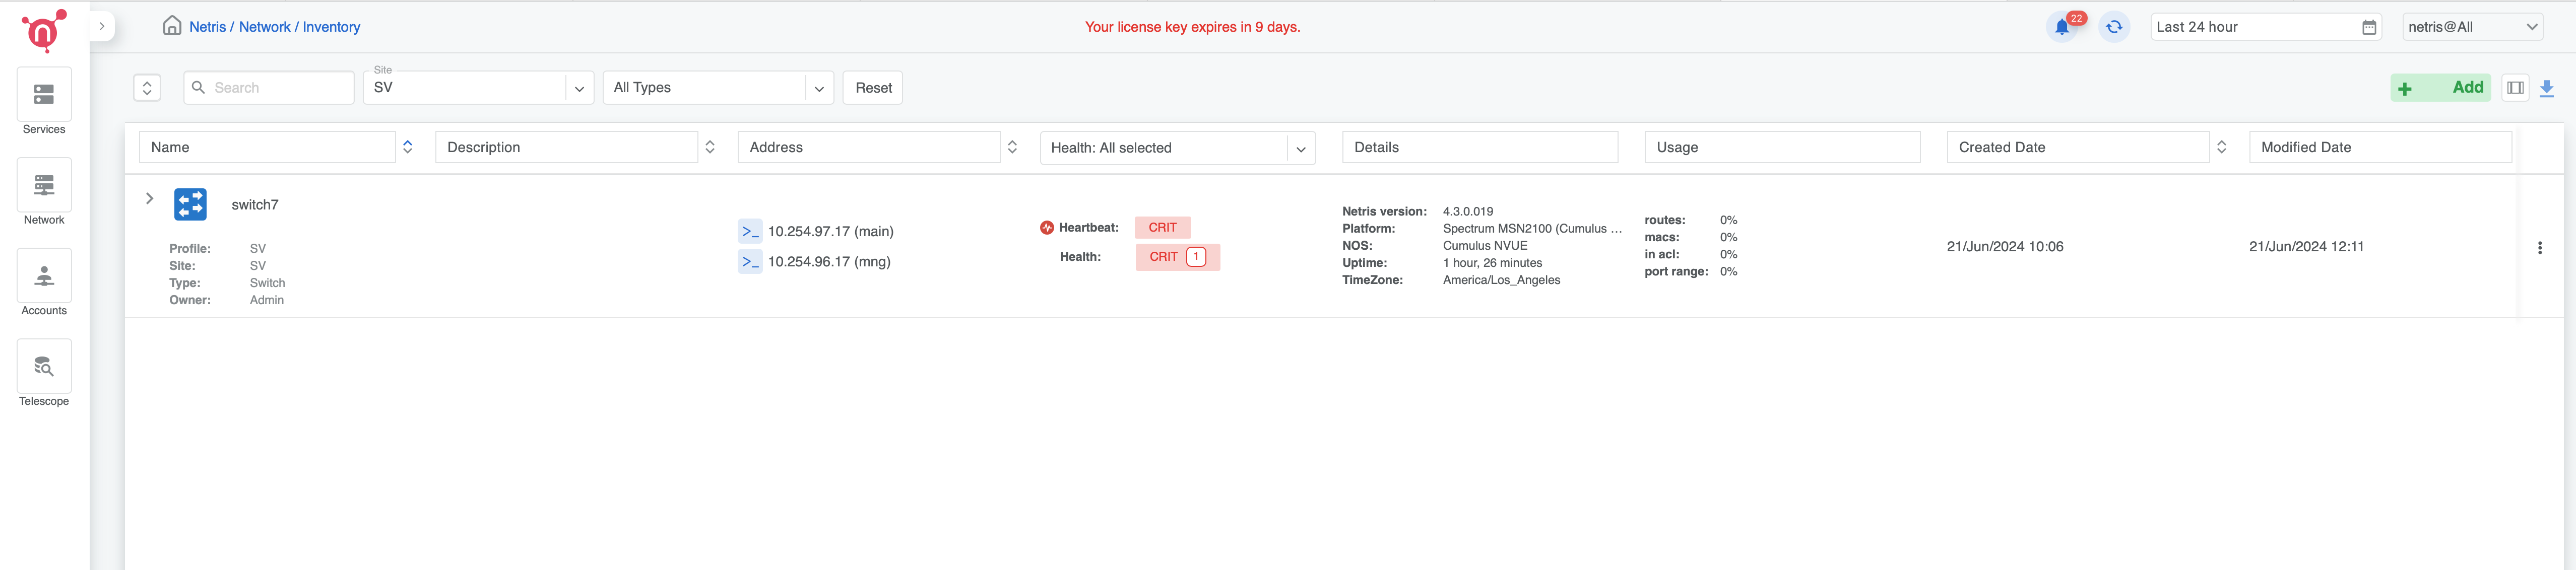 Netris / Network / Inventory
Your license key expires in 9 days.
22
Last 24 hour
netris@All
Services
Network
Accounts
Telescope
Search
Site
SV
All Types
Reset
+ Add
Name
Description
Address
Health: All selected
Details
Usage
Created Date
Modified Date
switch7
Profile: SV
Site: SV
Type: Switch
Owner: Admin
>_ 10.254.97.17 (main)
>_ 10.254.96.17 (mng)
Heartbeat: CRIT
Health: CRIT 1
Netris version: 4.3.0.019
Platform: Spectrum MSN2100 (Cumulus ...
NOS: Cumulus NVUE
Uptime: 1 hour, 26 minutes
TimeZone: America/Los_Angeles
routes: 0%
macs: 0%
in acl: 0%
port range: 0%
21/Jun/2024 10:06
21/Jun/2024 12:11